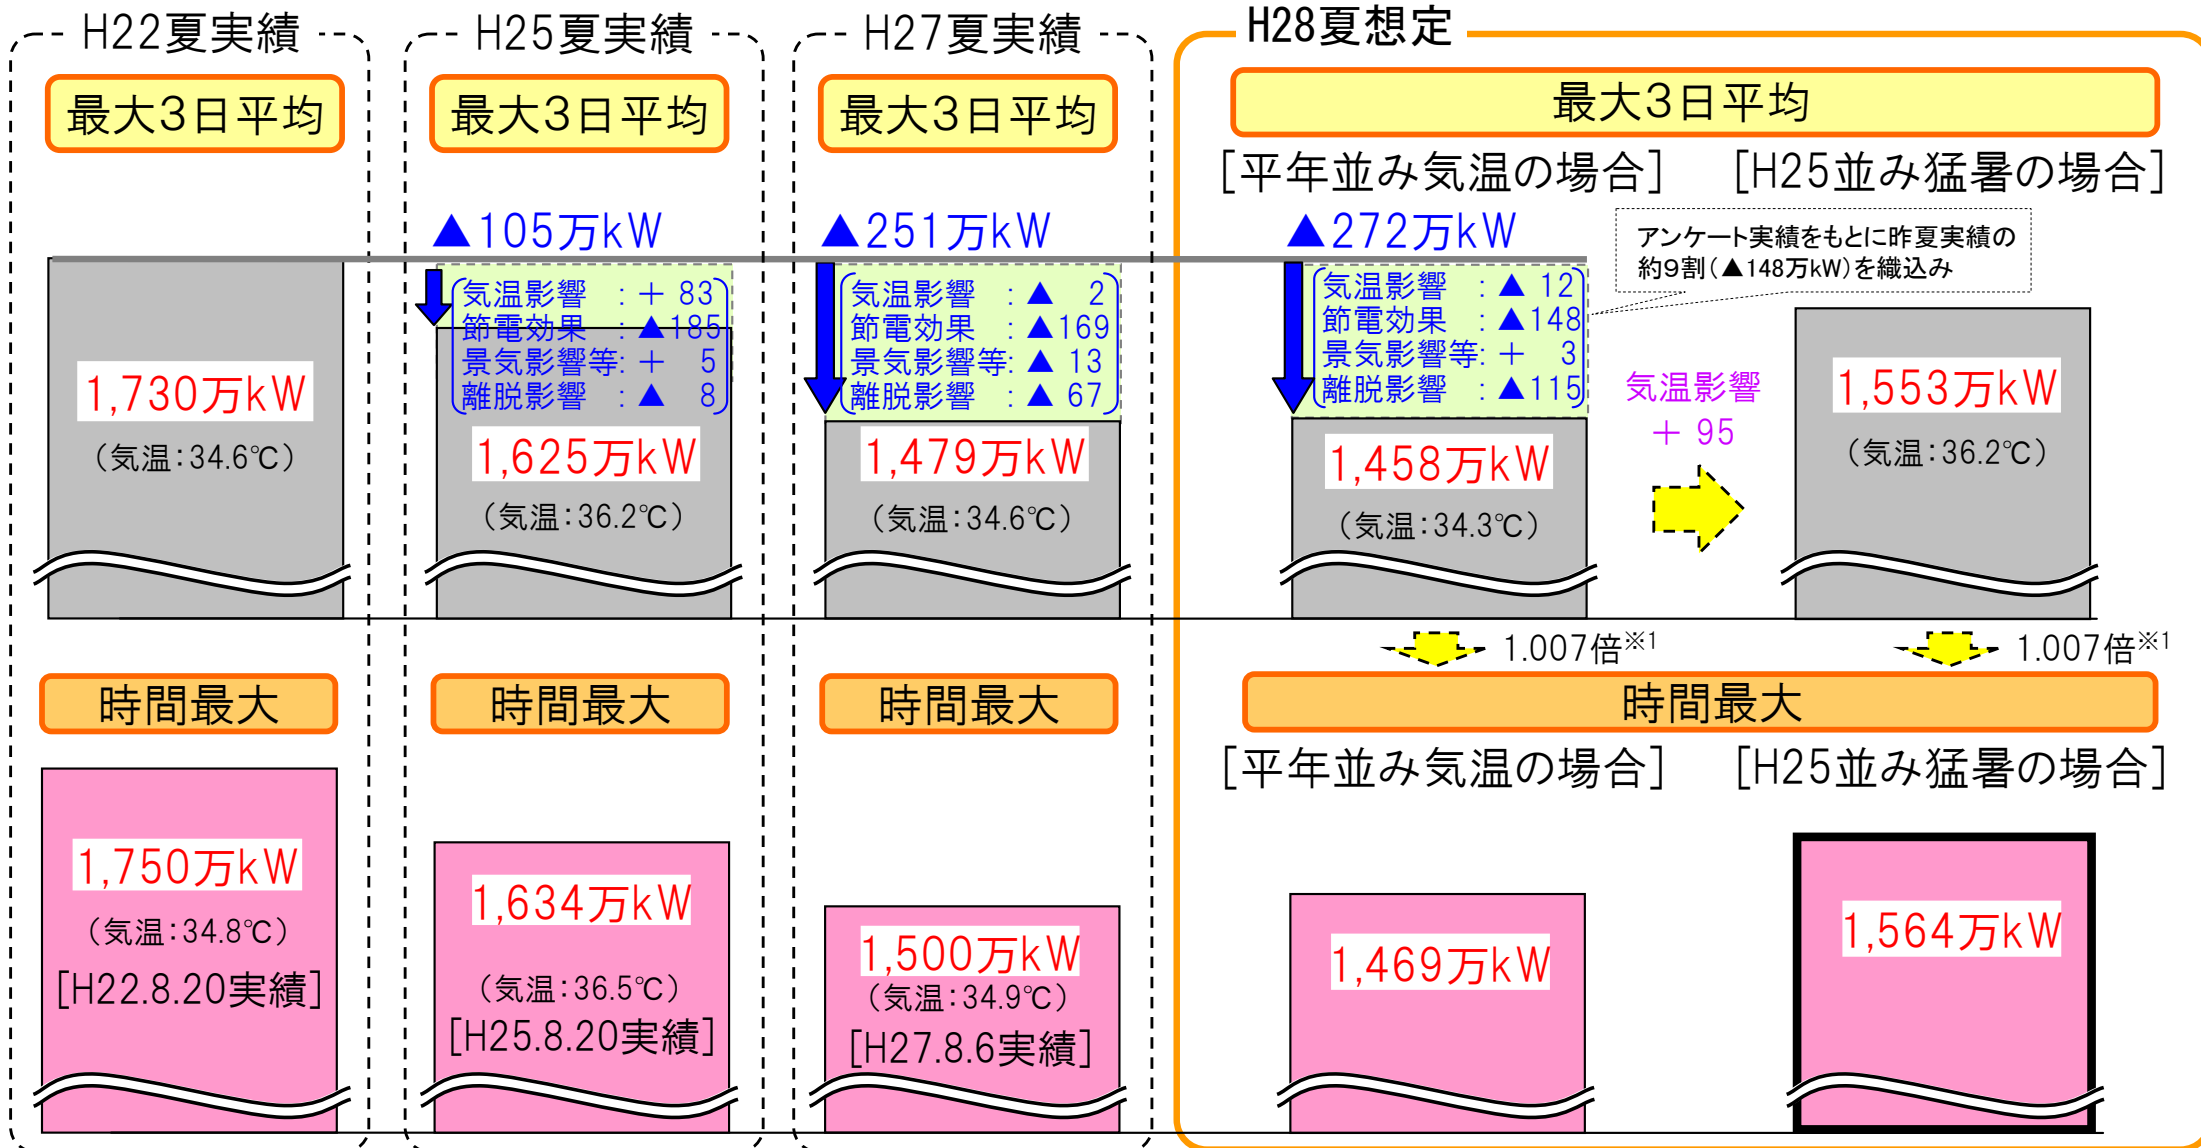 H22夏実績
最大3日平均
1,730万kW
（気温：34.6℃）
時間最大
1,750万kW
（気温：34.8℃）
[H22.8.20実績]
H25夏実績
最大3日平均
▲105万kW
気温影響　：＋ 83
節電効果　：▲185
景気影響等：＋ 5
離脱影響　：▲ 8
1,625万kW
（気温：36.2℃）
時間最大
1,634万kW
（気温：36.5℃）
[H25.8.20実績]
H27夏実績
最大3日平均
▲251万kW
気温影響　：▲ 2
節電効果　：▲169
景気影響等：▲ 13
離脱影響　：▲ 67
1,479万kW
（気温：34.6℃）
時間最大
1,500万kW
（気温：34.9℃）
[H27.8.6実績]
H28夏想定
最大3日平均
[平年並み気温の場合]
[H25並み猛暑の場合]
▲272万kW
アンケート実績をもとに昨夏実績の
約9割（▲148万kW）を織込み
気温影響　：▲ 12
節電効果　：▲148
景気影響等：＋ 3
離脱影響　：▲115
1,458万kW
（気温：34.3℃）
気温影響
＋ 95
1,553万kW
（気温：36.2℃）
1.007倍※1
1.007倍※1
時間最大
[平年並み気温の場合]
[H25並み猛暑の場合]
1,469万kW
1,564万kW